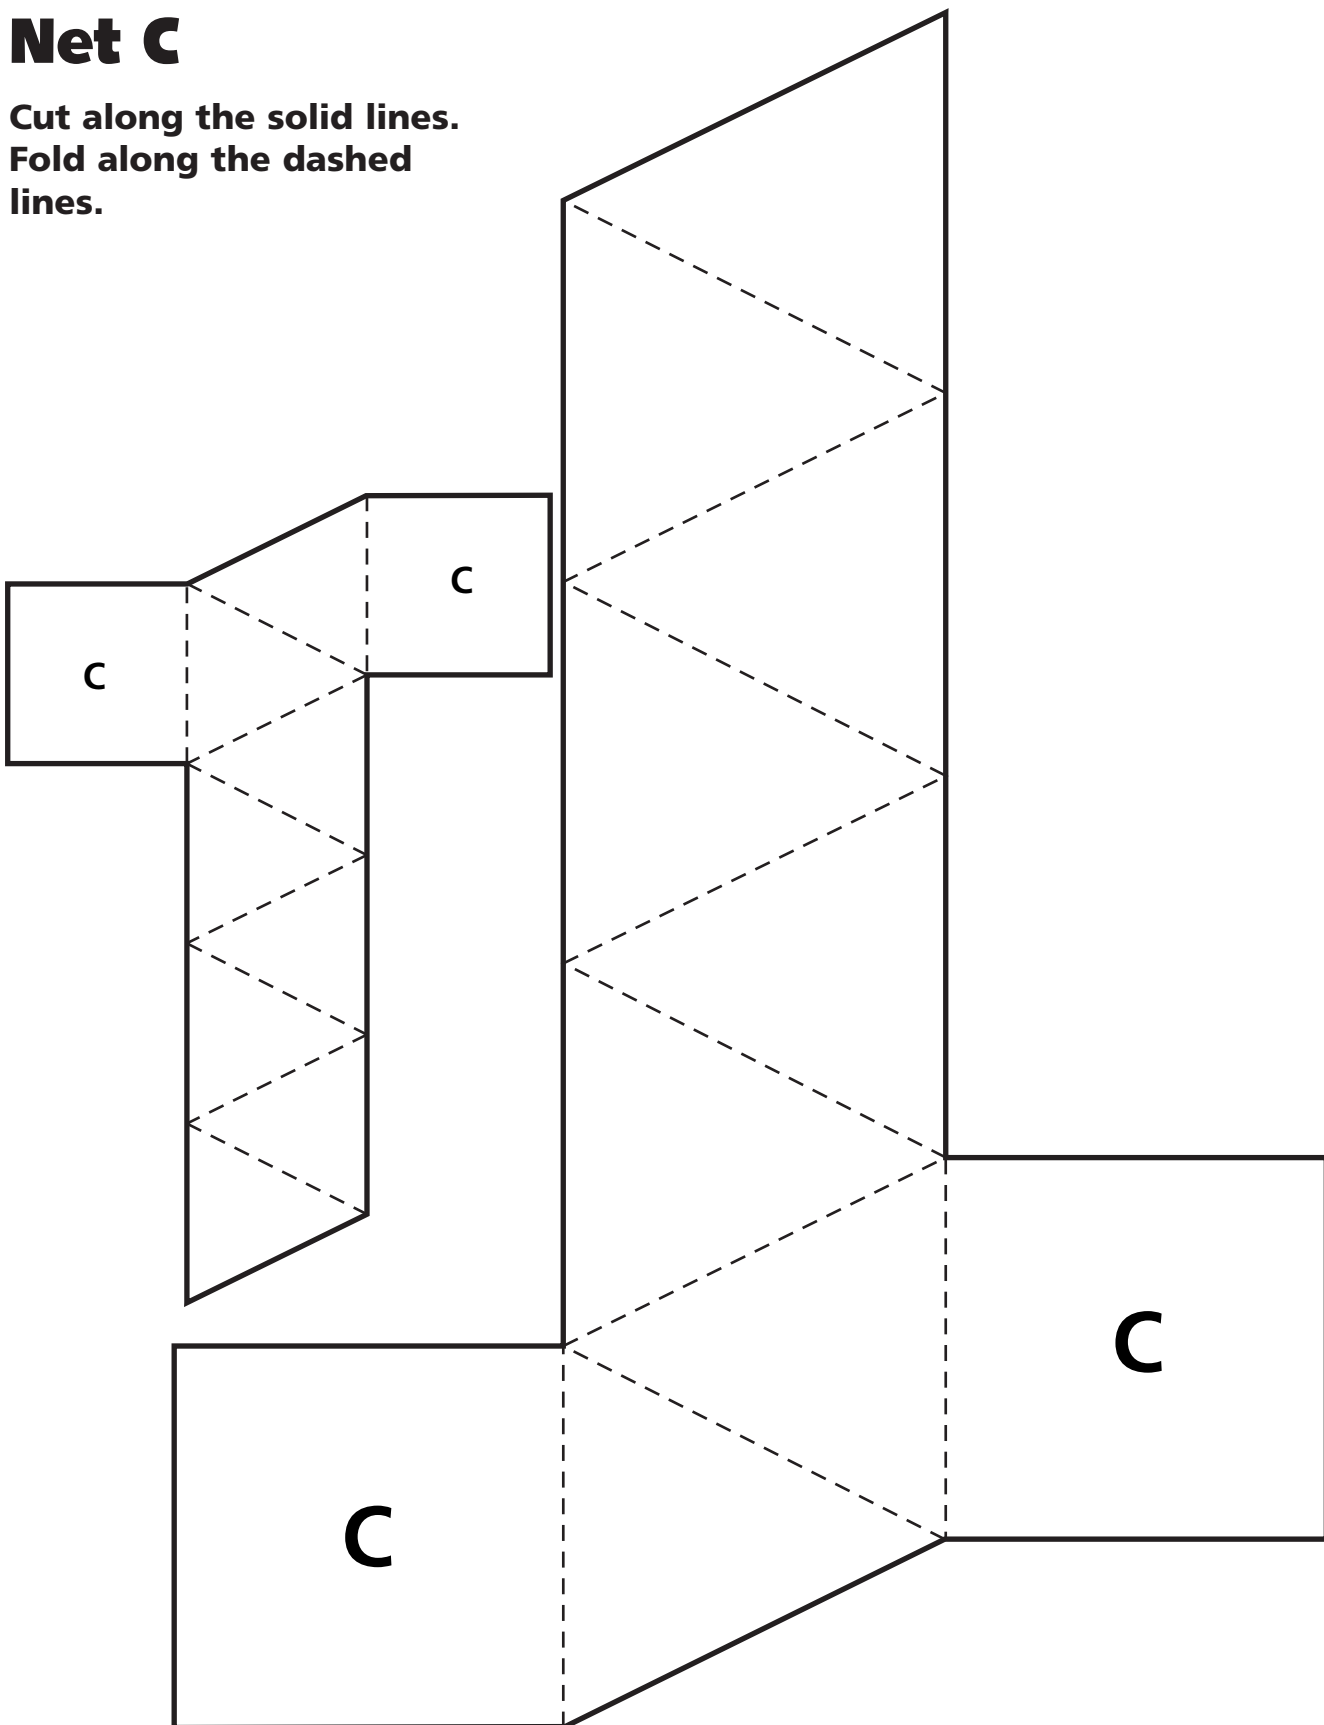 Net C
Cut along the solid lines.
Fold along the dashed
lines.
C
C
C
C